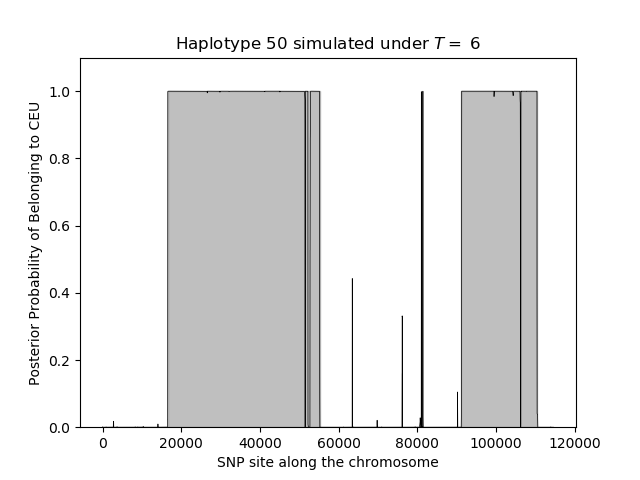 Haplotype 50 simulated under T = 6
Posterior Probability of Belonging to CEU
1.0
0.8
0.6
0.4
0.2
0.0
0 20000 40000 60000 80000 100000 120000
SNP site along the chromosome